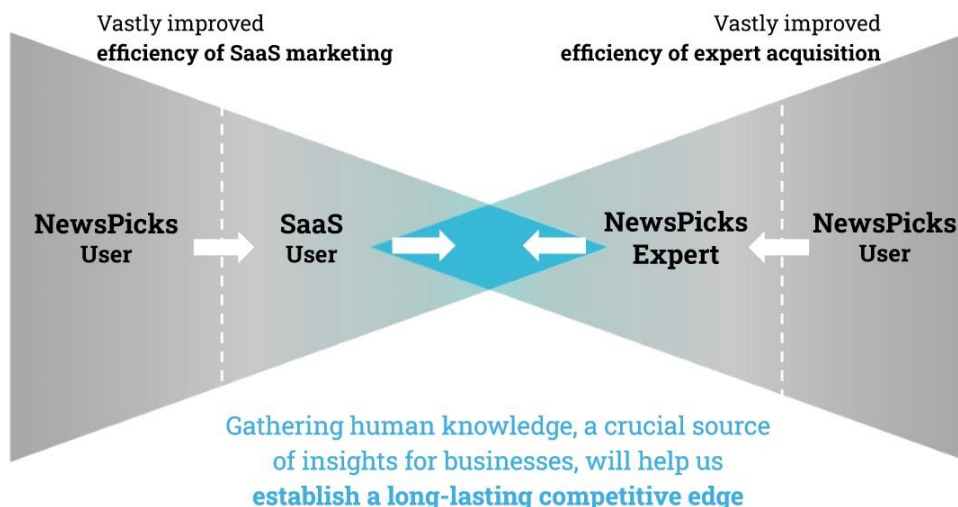 Vastly improved
efficiency of SaaS marketing
Vastly improved
efficiency of expert acquisition
NewsPicks
User
SaaS
User
NewsPicks
Expert
NewsPicks
User
Gathering human knowledge, a crucial source
of insights for businesses, will help us
establish a long-lasting competitive edge